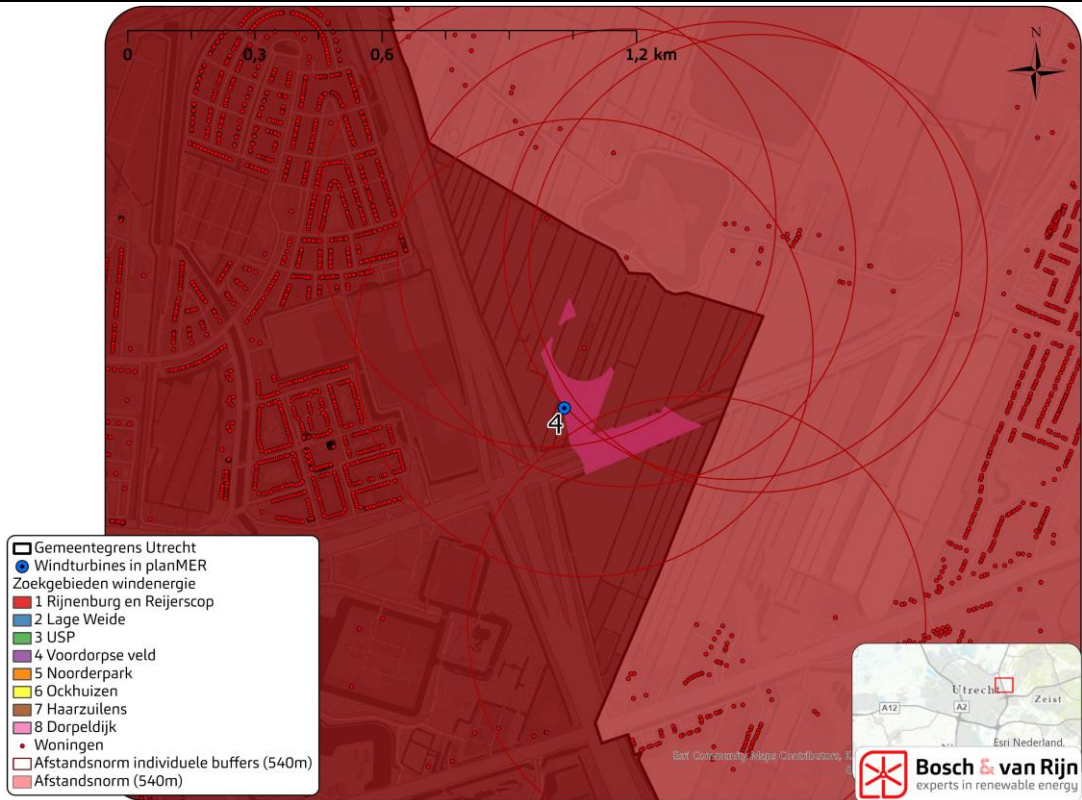 0
0,3
0,6
1,2 km
N
4
Gemeentegrens Utrecht
Windturbines in planMER
Zoekgebieden windenergie
1 Rijnenburg en Reijerscop
2 Lage Weide
3 USP
4 Voordorpse veld
5 Noorderpark
6 Ockhuizen
7 Haarzuilens
8 Dorpeldijk
Woningen
Afstandsnorm individuele buffers (540m)
Afstandsnorm (540m)
Utrecht
Zeist
A12
A2
Esri Nederland,
Esri Community Maps Contributors,
Bosch & van Rijn
experts in renewable energy